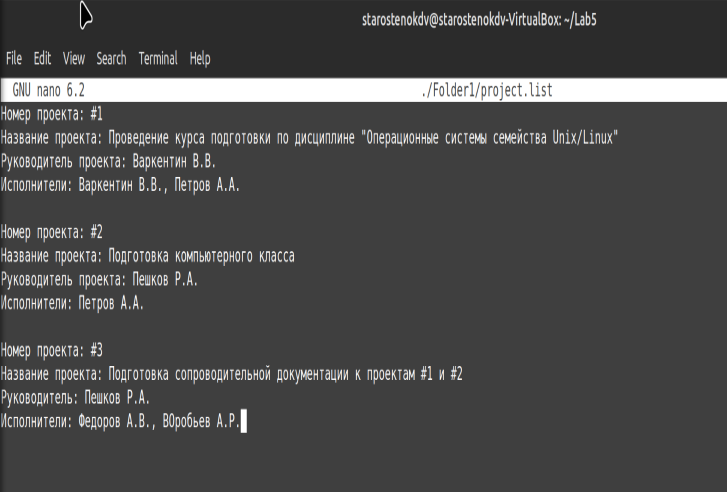 starostenokdv@starostenokdv-VirtualBox: ~/Lab5
File Edit View Search Terminal Help
GNU nano 6.2 ./Folder1/project.list
Номер проекта: #1
Название проекта: Проведение курса подготовки по дисциплине "Операционные системы семейства Unix/Linux"
Руководитель проекта: Варкентин В.В.
Исполнители: Варкентин В.В., Петров А.А.
Номер проекта: #2
Название проекта: Подготовка компьютерного класса
Руководитель проекта: Пешков Р.А.
Исполнители: Петров А.А.
Номер проекта: #3
Название проекта: Подготовка сопроводительной документации к проектам #1 и #2
Руководитель: Пешков Р.А.
Исполнители: Федоров А.В., ВОробьев А.Р.